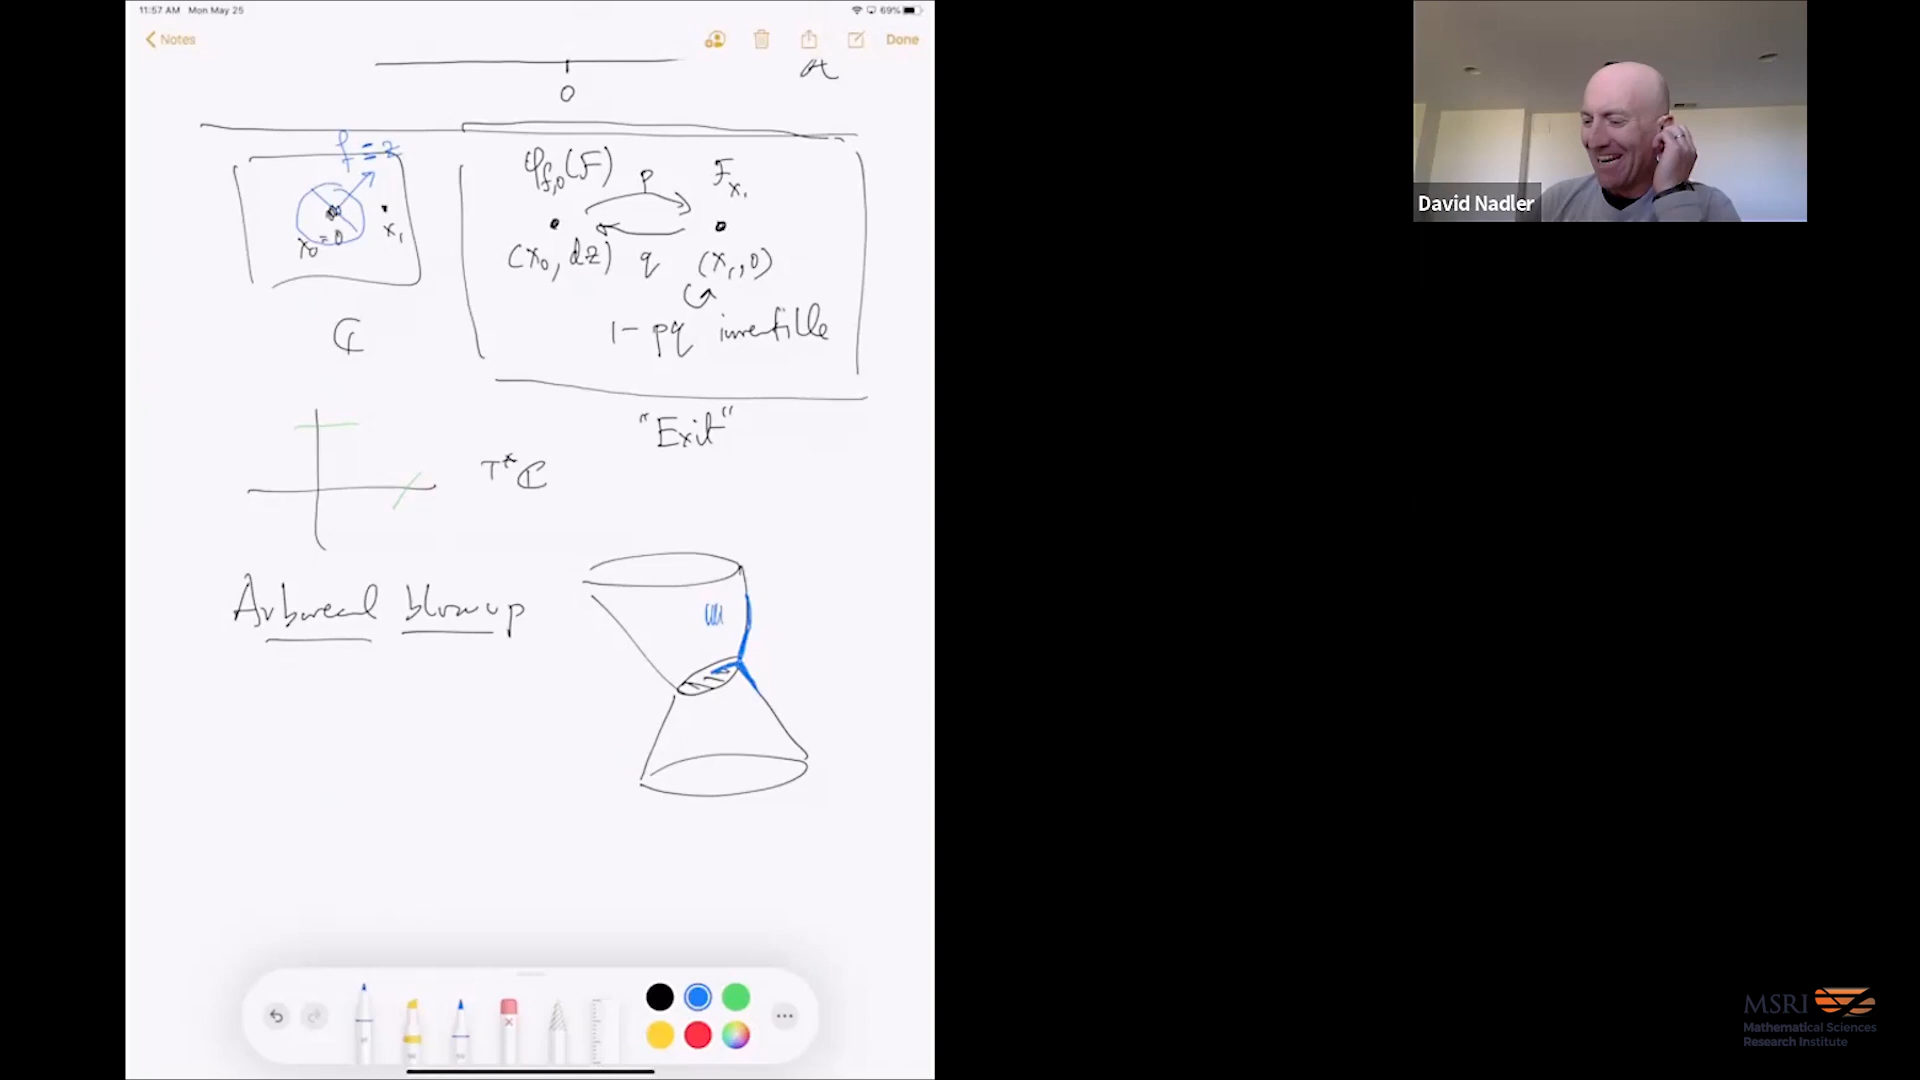 11:57 AM Mon May 25
69%
Notes
Done
0
f = z
x₀ = 0
x₁
ℂ
φ_{f,0}(F)
p
F_{x₁}
(x₀, dz)
q
(x₁, 0)
1 - pq invertible
"Exit"
T*ℂ
Arboreal blowup
David Nadler
MSRI
Mathematical Sciences
Research Institute